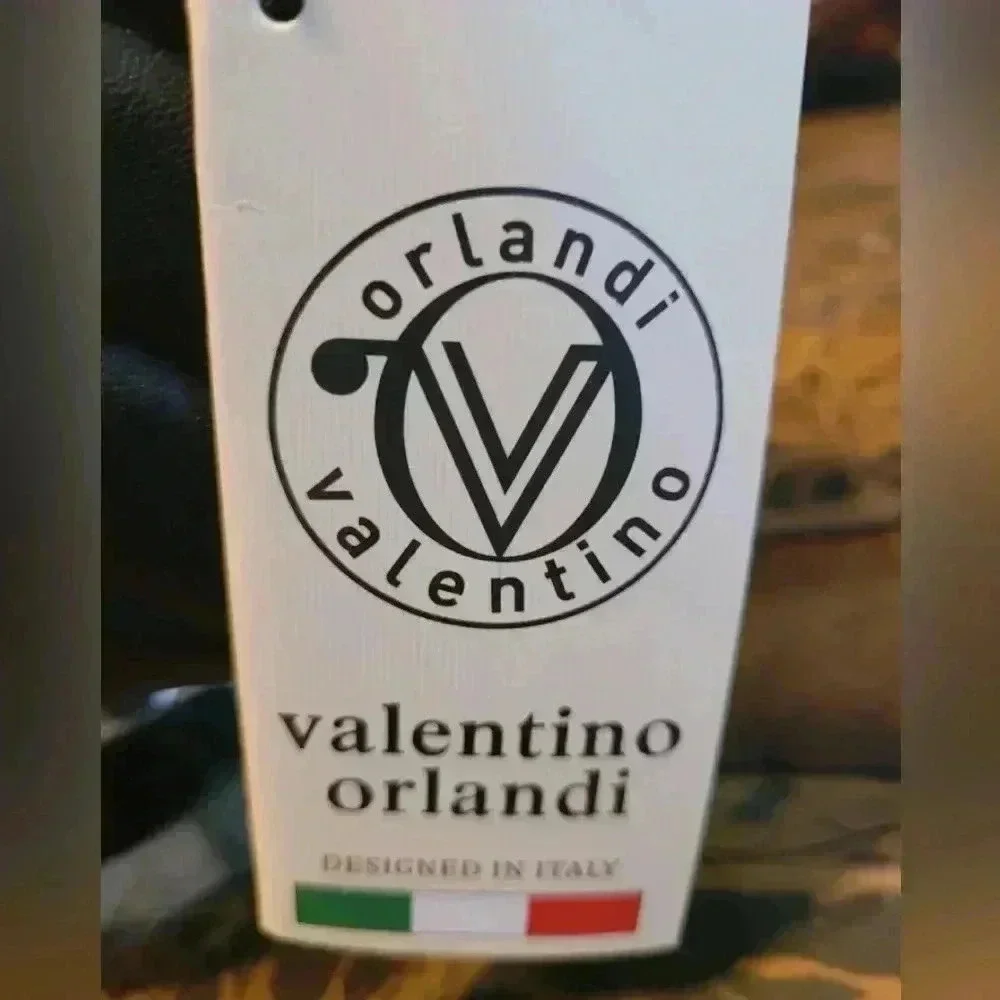 orlandi
V
valentino
valentino
orlandi
DESIGNED IN ITALY